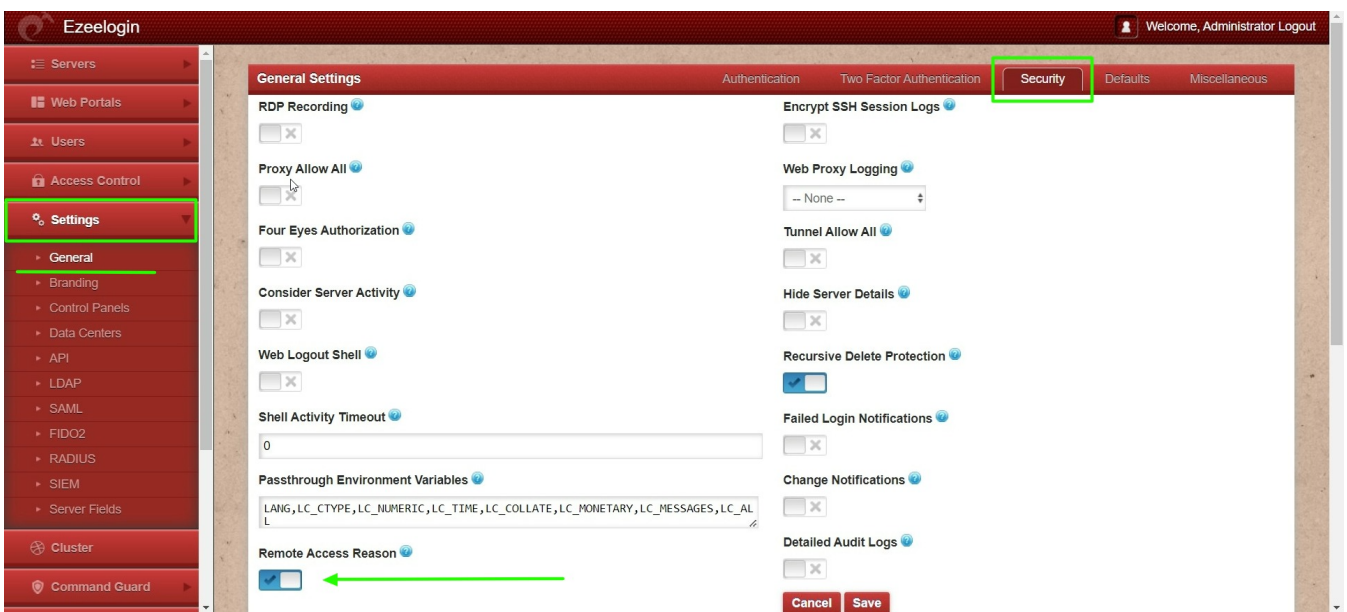 Ezeelogin
Welcome, Administrator Logout
Servers
Web Portals
Users
Access Control
Settings
General
Branding
Control Panels
Data Centers
API
LDAP
SAML
FIDO2
RADIUS
SIEM
Server Fields
Cluster
Command Guard
General Settings
Authentication
Two Factor Authentication
Security
Defaults
Miscellaneous
RDP Recording
Proxy Allow All
Four Eyes Authorization
Consider Server Activity
Web Logout Shell
Shell Activity Timeout
0
Passthrough Environment Variables
LANG,LC_CTYPE,LC_NUMERIC,LC_TIME,LC_COLLATE,LC_MONETARY,LC_MESSAGES,LC_AL
L
Remote Access Reason
Encrypt SSH Session Logs
Web Proxy Logging
-- None --
Tunnel Allow All
Hide Server Details
Recursive Delete Protection
Failed Login Notifications
Change Notifications
Detailed Audit Logs
Cancel
Save